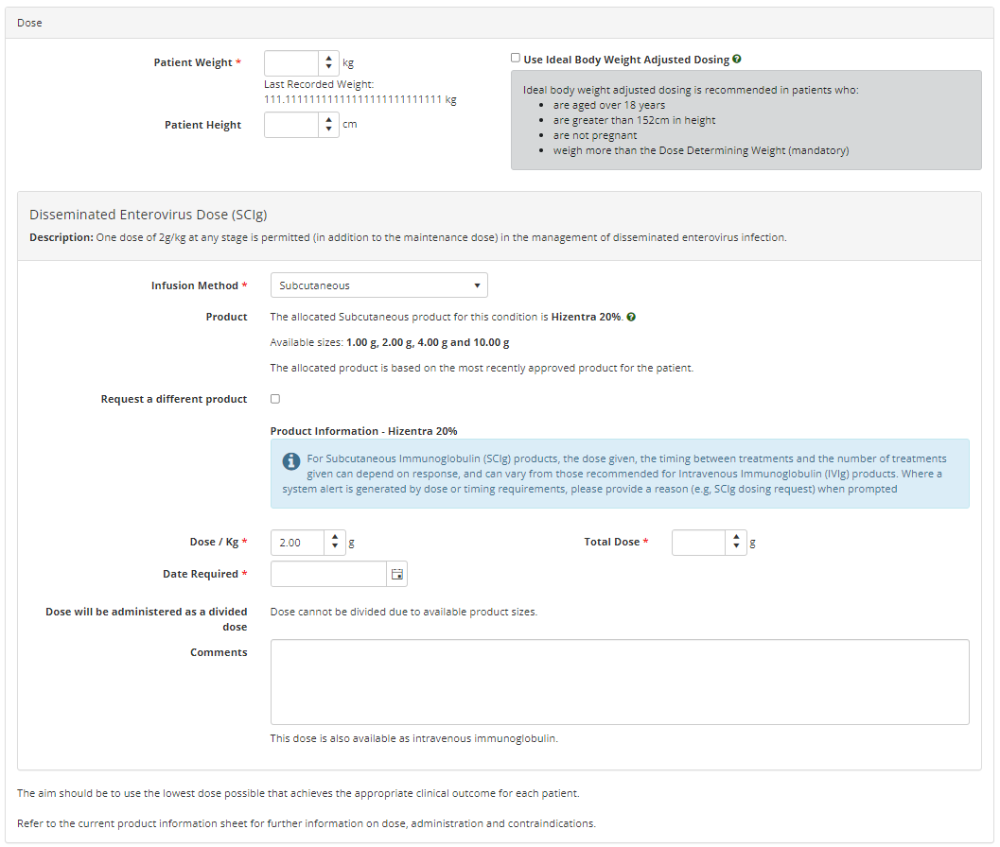 Dose
Patient Weight * kg
Use Ideal Body Weight Adjusted Dosing
Last Recorded Weight:
111.11111111111111111111111111 kg
Patient Height cm
Ideal body weight adjusted dosing is recommended in patients who:
• are aged over 18 years
• are greater than 152cm in height
• are not pregnant
• weigh more than the Dose Determining Weight (mandatory)
Disseminated Enterovirus Dose (SCIg)
Description: One dose of 2g/kg at any stage is permitted (in addition to the maintenance dose) in the management of disseminated enterovirus infection.
Infusion Method * Subcutaneous
Product The allocated Subcutaneous product for this condition is Hizentra 20%.
Available sizes: 1.00 g, 2.00 g, 4.00 g and 10.00 g
The allocated product is based on the most recently approved product for the patient.
Request a different product
Product Information - Hizentra 20%
For Subcutaneous Immunoglobulin (SCIg) products, the dose given, the timing between treatments and the number of treatments
given can depend on response, and can vary from those recommended for Intravenous Immunoglobulin (IVIg) products. Where a
system alert is generated by dose or timing requirements, please provide a reason (e.g, SCIg dosing request) when prompted
Dose / Kg * 2.00 g Total Dose * g
Date Required *
Dose will be administered as a divided
dose
Dose cannot be divided due to available product sizes.
Comments
This dose is also available as intravenous immunoglobulin.
The aim should be to use the lowest dose possible that achieves the appropriate clinical outcome for each patient.
Refer to the current product information sheet for further information on dose, administration and contraindications.